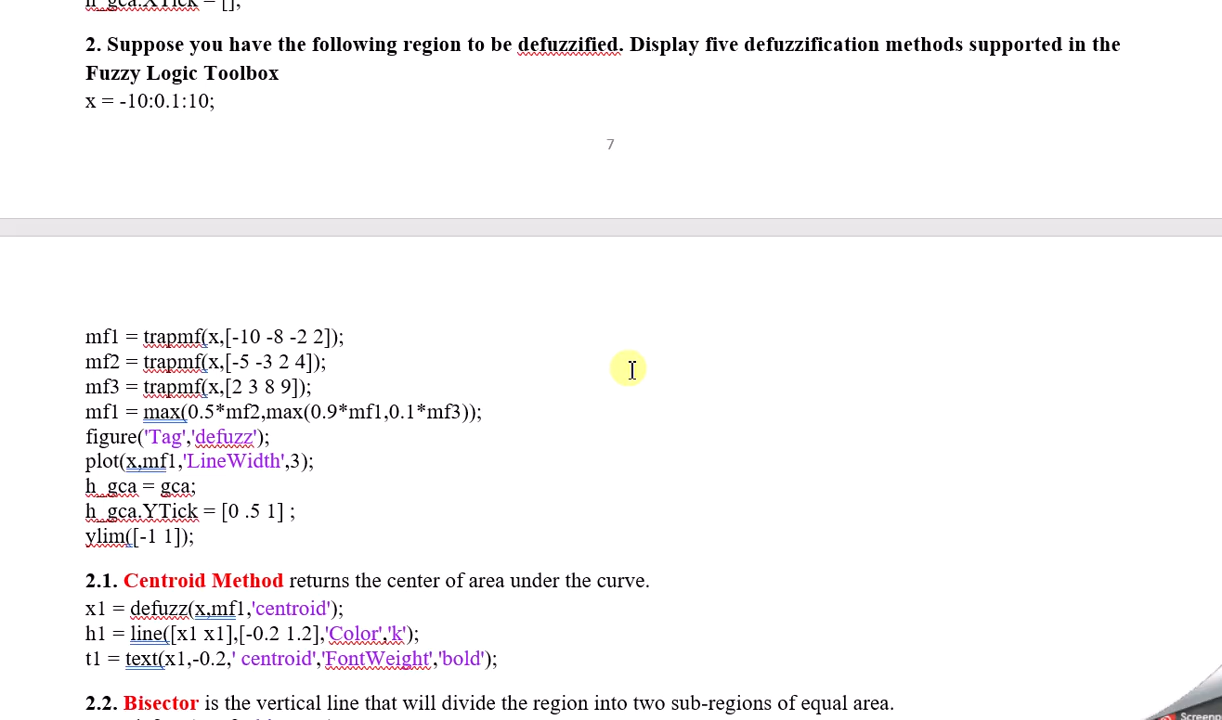 h_gca.XTick = [];
2. Suppose you have the following region to be defuzzified. Display five defuzzification methods supported in the
Fuzzy Logic Toolbox
x = -10:0.1:10;
7
mf1 = trapmf(x,[-10 -8 -2 2]);
mf2 = trapmf(x,[-5 -3 2 4]);
mf3 = trapmf(x,[2 3 8 9]);
mf1 = max(0.5*mf2,max(0.9*mf1,0.1*mf3));
figure('Tag','defuzz');
plot(x,mf1,'LineWidth',3);
h_gca = gca;
h_gca.YTick = [0 .5 1] ;
ylim([-1 1]);
2.1. Centroid Method returns the center of area under the curve.
x1 = defuzz(x,mf1,'centroid');
h1 = line([x1 x1],[-0.2 1.2],'Color','k');
t1 = text(x1,-0.2,' centroid','FontWeight','bold');
2.2. Bisector is the vertical line that will divide the region into two sub-regions of equal area.